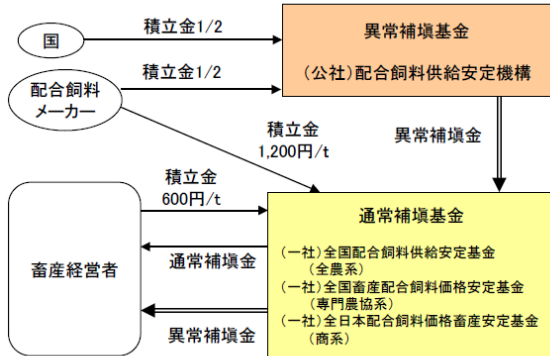 国
積立金1/2
異常補塡基金
(公社)配合飼料供給安定機構
積立金1/2
配合飼料
メーカー
積立金
1,200円/t
異常補塡金
積立金
600円/t
通常補塡基金
畜産経営者
通常補塡金
(一社)全国配合飼料供給安定基金
(全農系)
(一社)全国畜産配合飼料価格安定基金
(専門農協系)
(一社)全日本配合飼料価格畜産安定基金
(商系)
異常補塡金